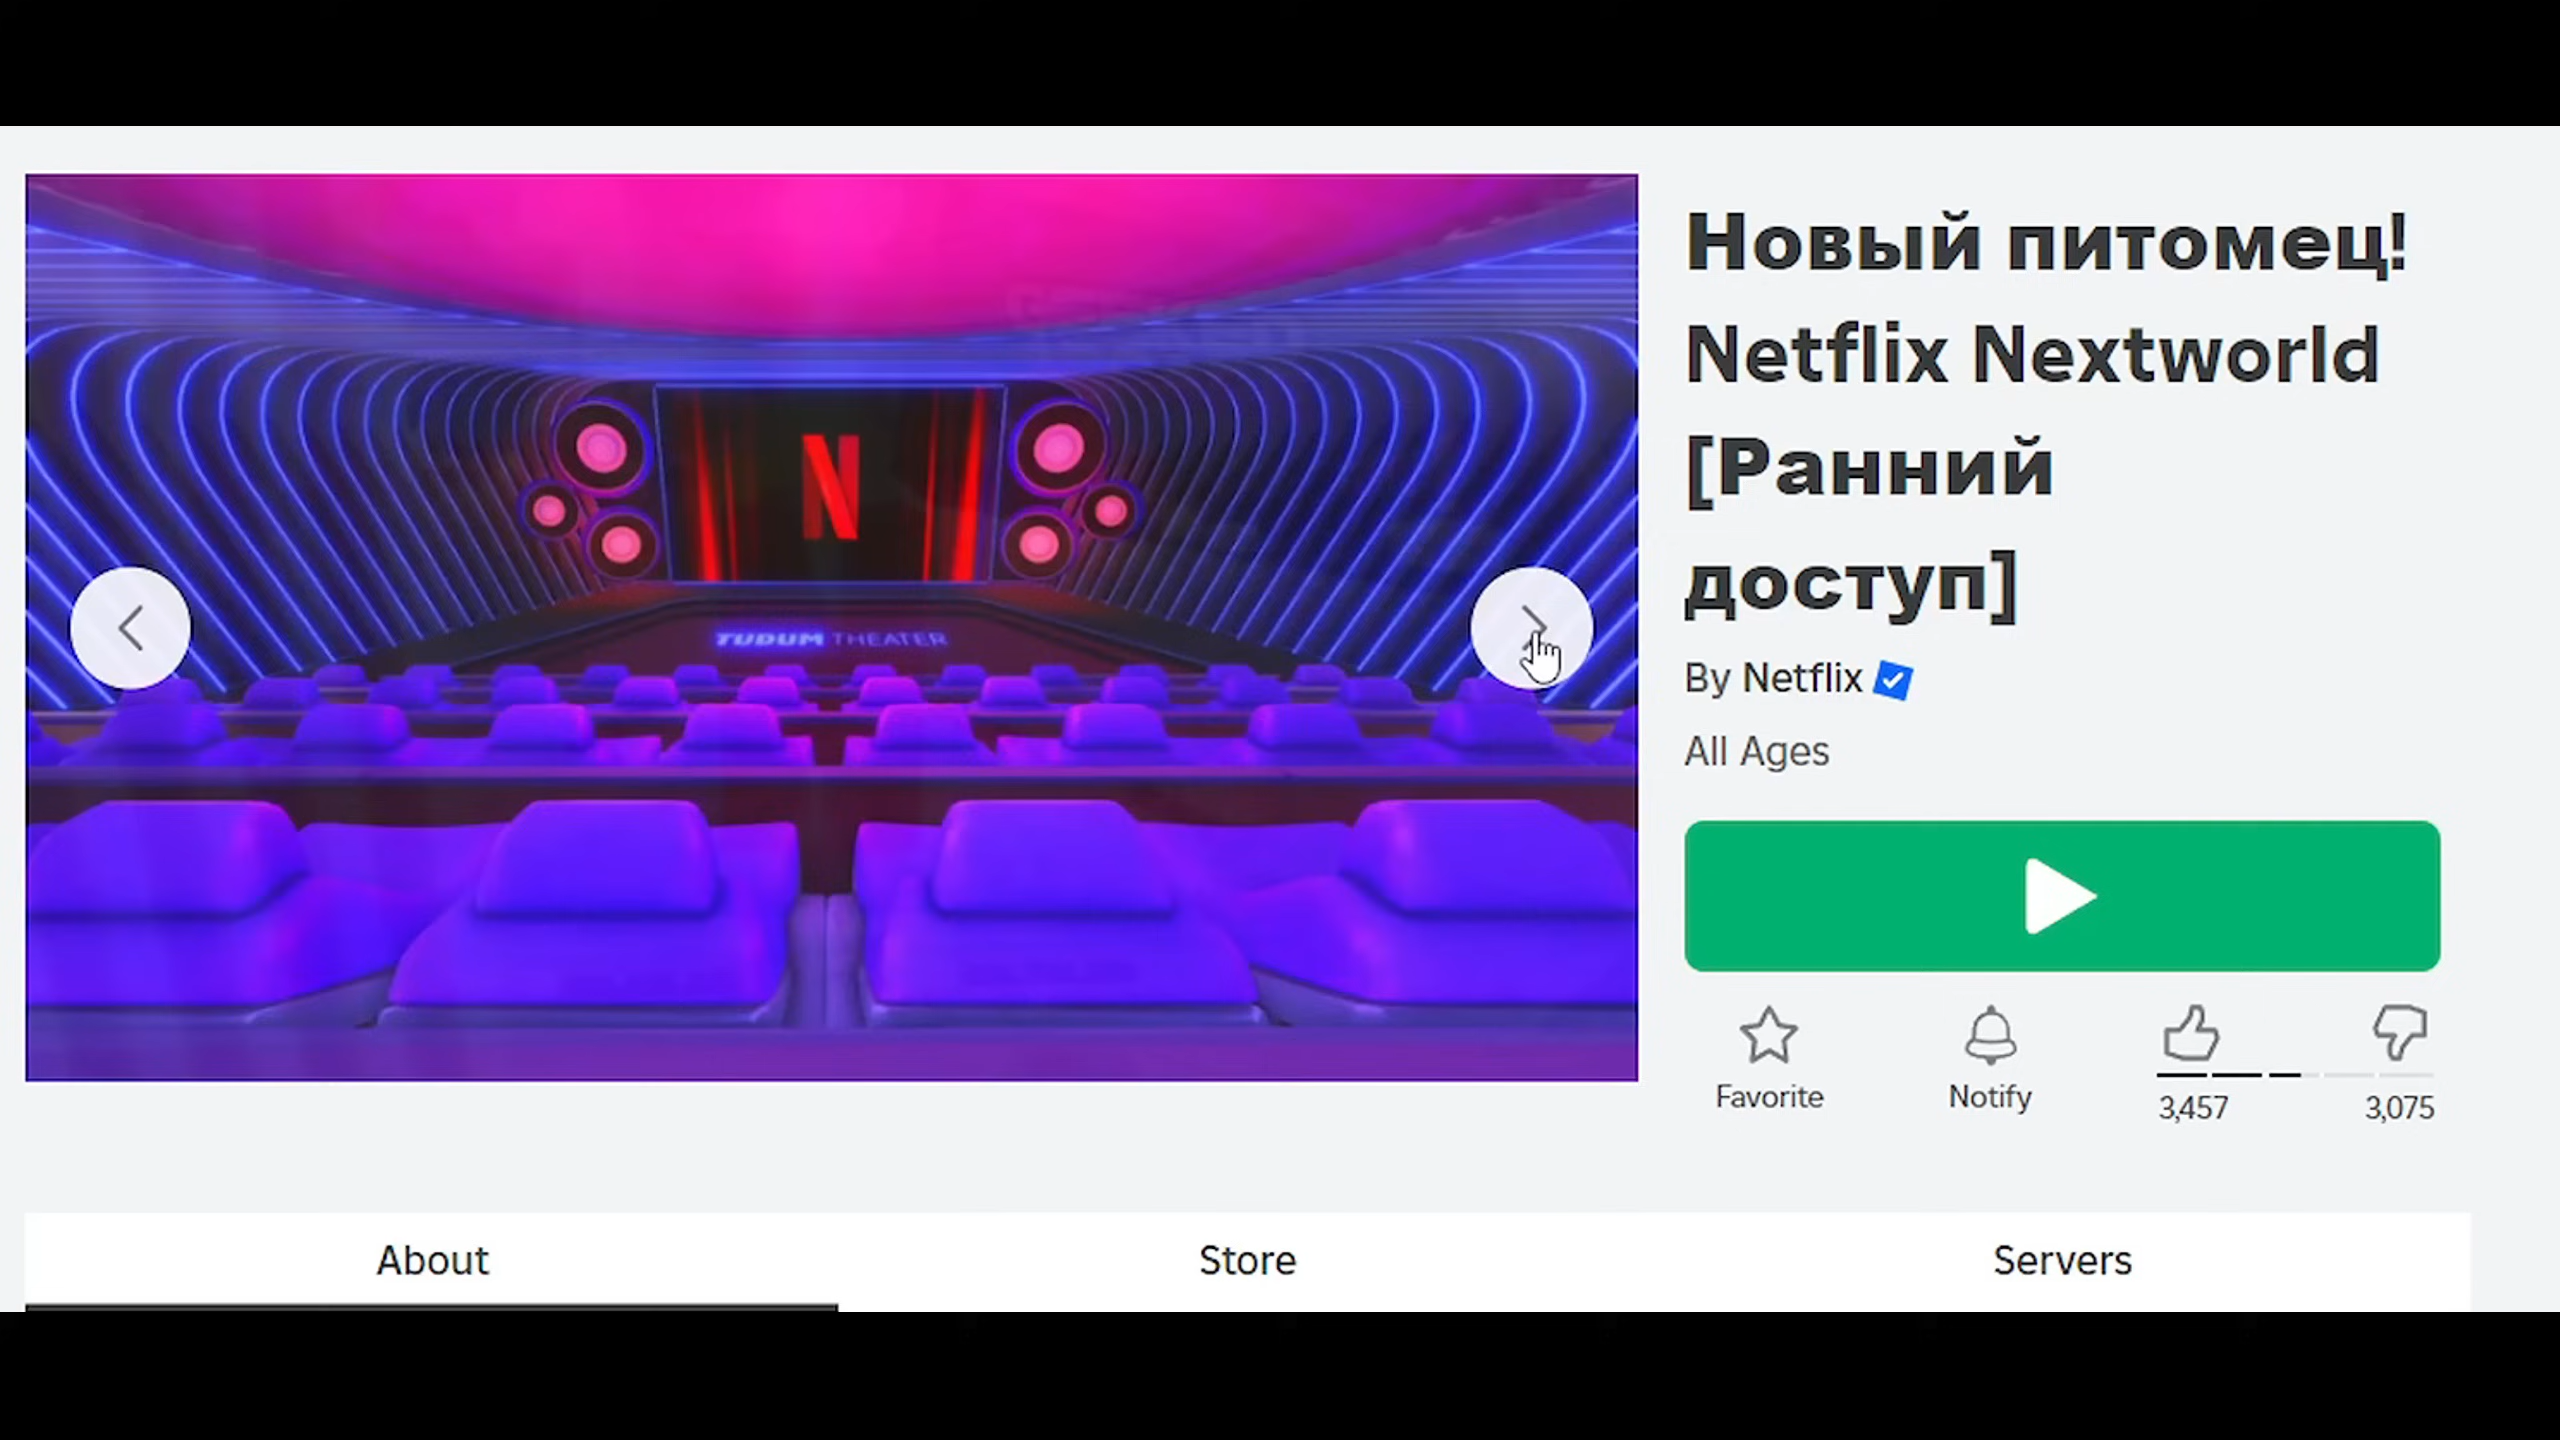 N
TUDUM THEATER
Новый питомец!
Netflix Nextworld
[Ранний
доступ]
By Netflix
All Ages
Favorite
Notify
3,457
3,075
About
Store
Servers